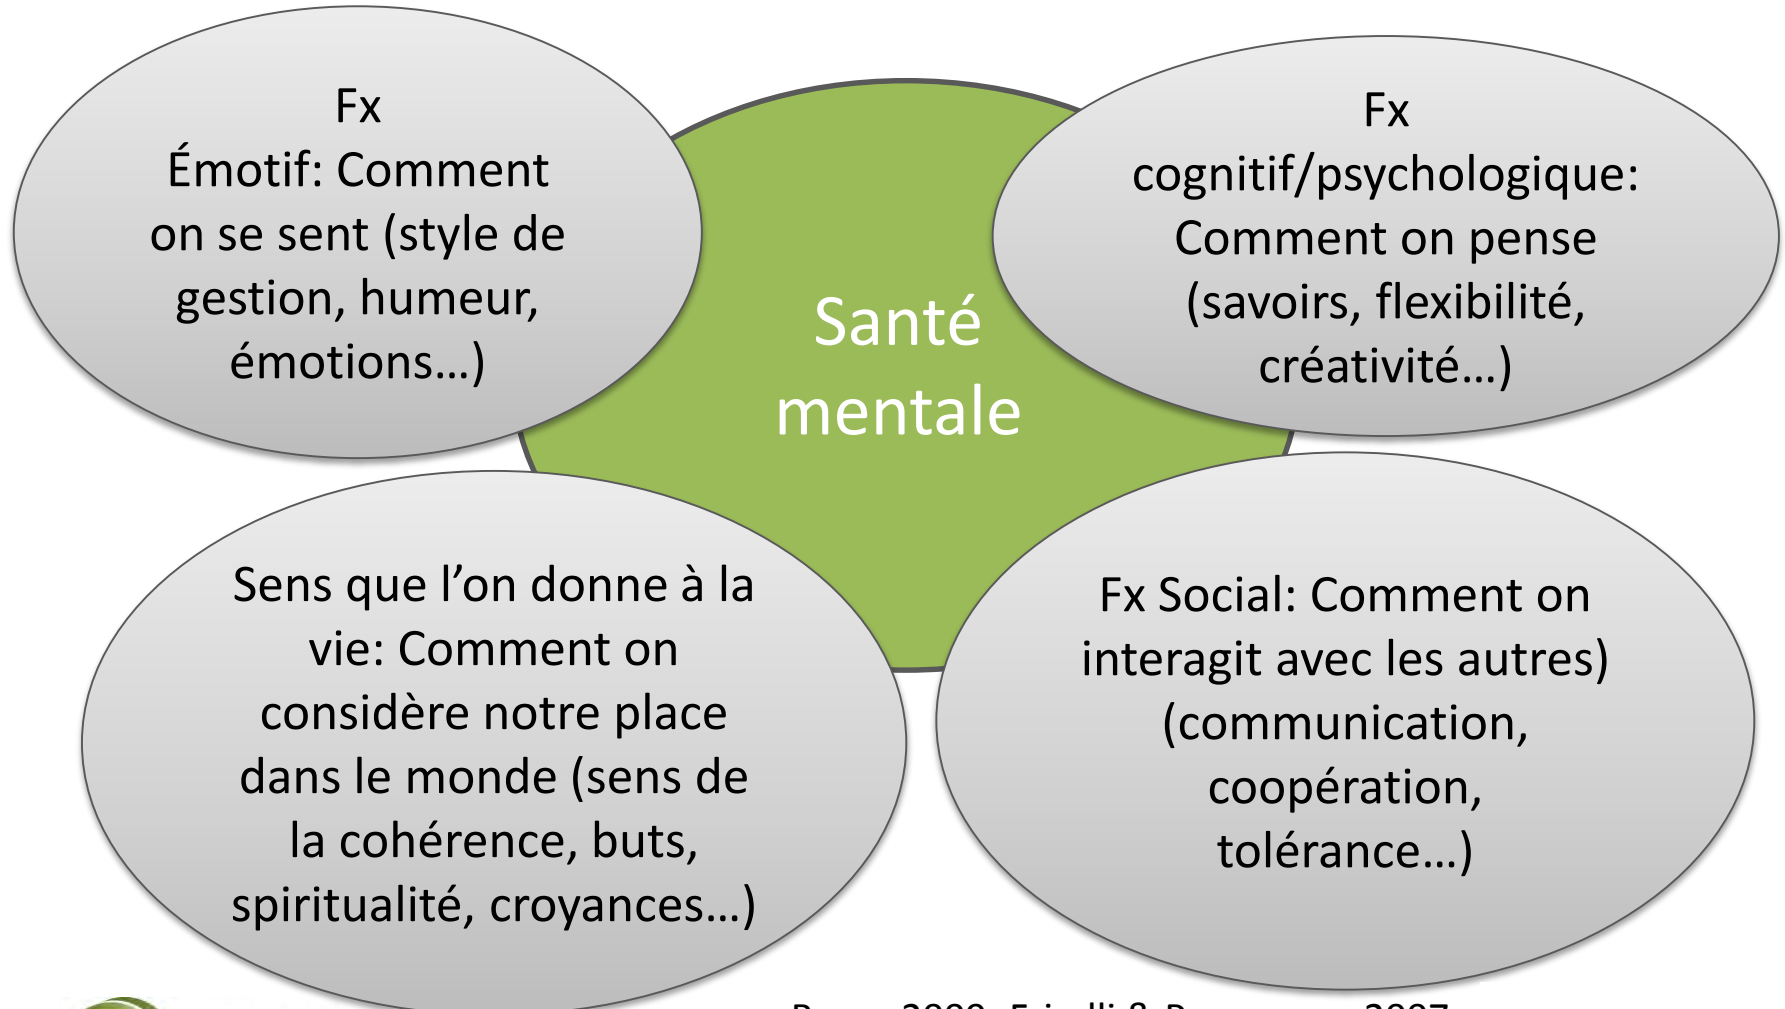 Fx
Émotif: Comment
on se sent (style de
gestion, humeur,
émotions…)
Fx
cognitif/psychologique:
Comment on pense
(savoirs, flexibilité,
créativité…)
Santé
mentale
Sens que l’on donne à la
vie: Comment on
considère notre place
dans le monde (sens de
la cohérence, buts,
spiritualité, croyances…)
Fx Social: Comment on
interagit avec les autres)
(communication,
coopération,
tolérance…)